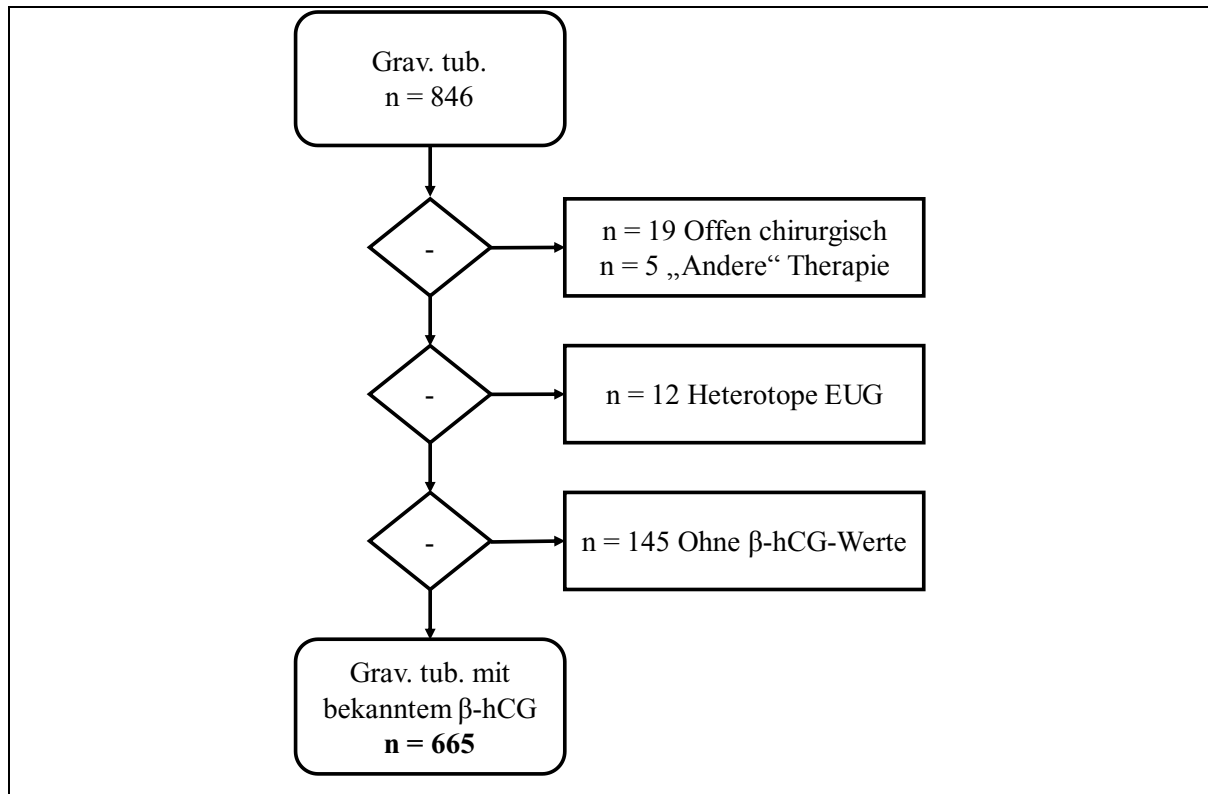 Grav. tub.
n = 846
-
n = 19 Offen chirurgisch
n = 5 „Andere“ Therapie
-
n = 12 Heterotope EUG
-
n = 145 Ohne β-hCG-Werte
Grav. tub. mit
bekanntem β-hCG
n = 665